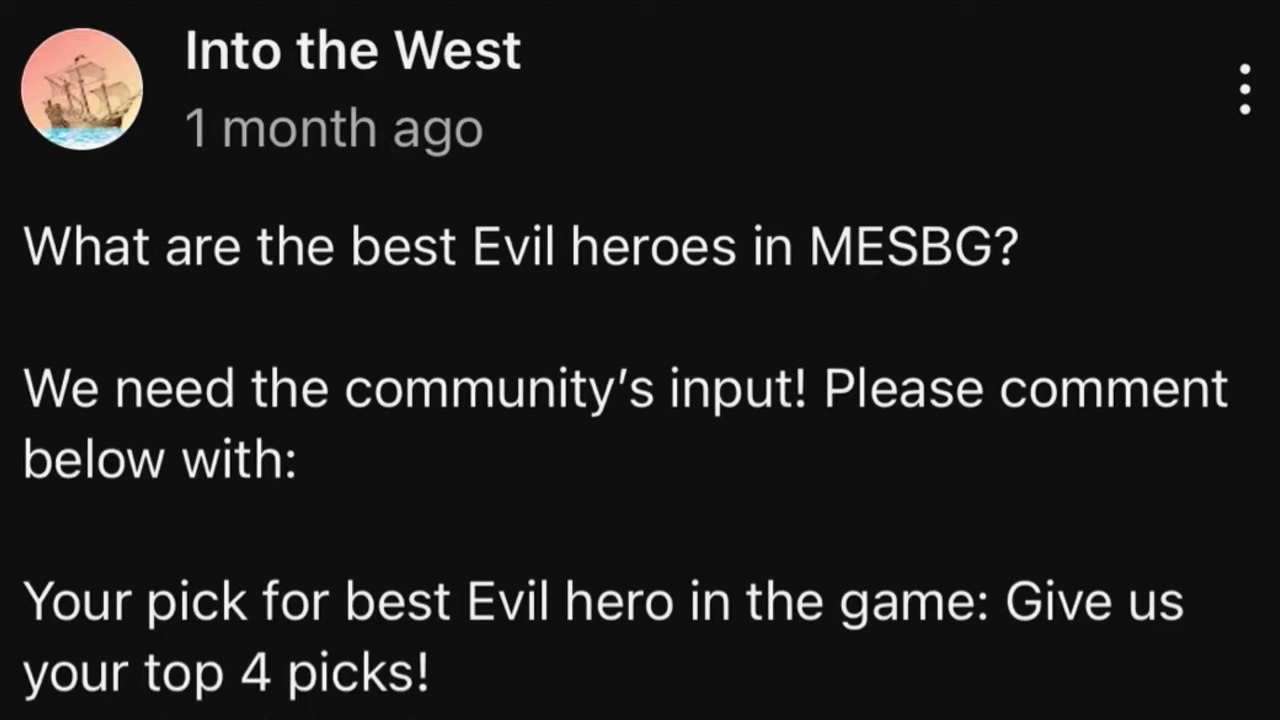 Into the West
1 month ago
What are the best Evil heroes in MESBG?
We need the community’s input! Please comment
below with:
Your pick for best Evil hero in the game: Give us
your top 4 picks!